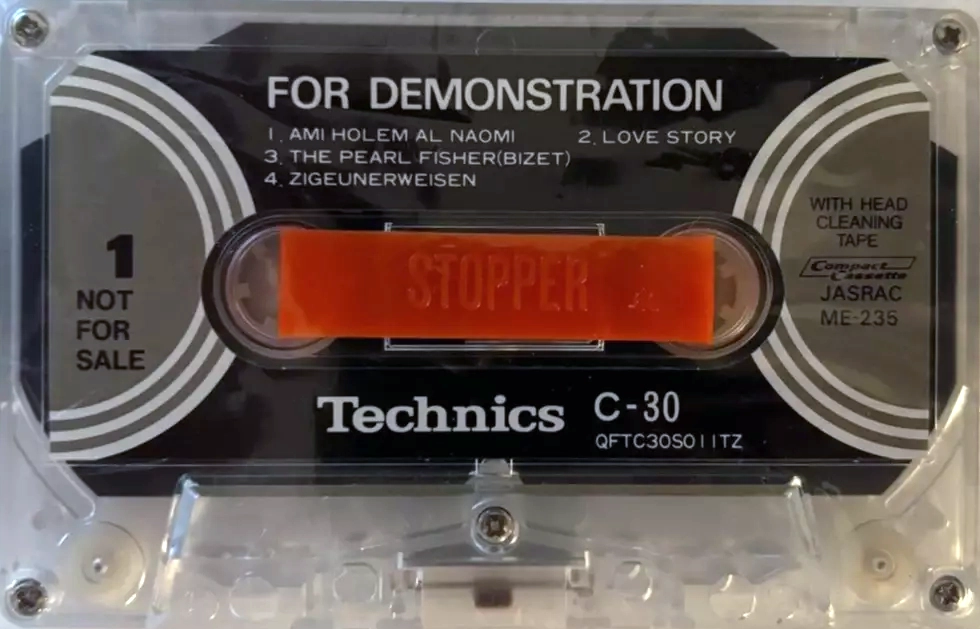 FOR DEMONSTRATION
1. AMI HOLEM AL NAOMI 2. LOVE STORY
3. THE PEARL FISHER(BIZET)
4. ZIGEUNERWEISEN
1
NOT
FOR
SALE
STOPPER
WITH HEAD
CLEANING
TAPE
Compact
Cassette
JASRAC
ME-235
Technics C-30
QFTC30S011TZ